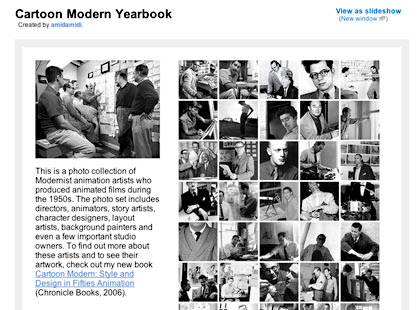 Cartoon Modern Yearbook
Created by amidamidi.
View as slideshow
(New window)
This is a photo collection of
Modernist animation artists who
produced animated films during
the 1950s. The photo set includes
directors, animators, story artists,
character designers, layout
artists, background painters and
even a few important studio
owners. To find out more about
these artists and to see their
artwork, check out my new book
Cartoon Modern: Style and
Design in Fifties Animation
(Chronicle Books, 2006).